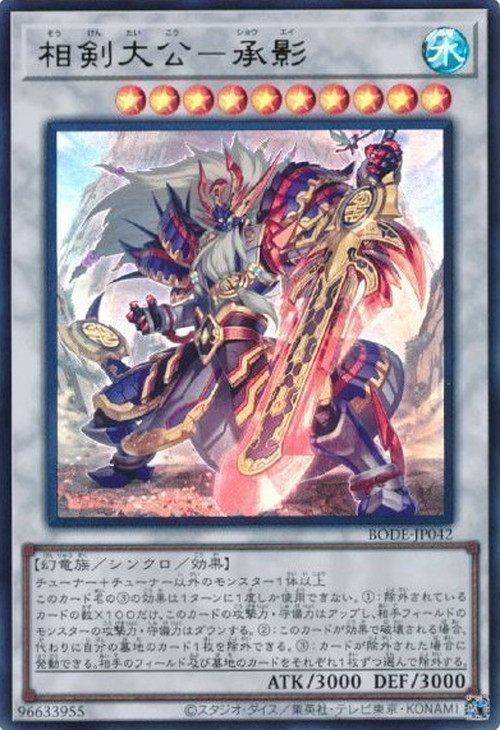 相剣大公－承影
そう げん たい こう ショウ エイ
水
BODE-JP042
【幻竜族／シンクロ／効果】
チューナー＋チューナー以外のモンスター1体以上
このカード名の③の効果は1ターンに1度しか使用できない。①：除外されている
カードの数×100だけ、このカードの攻撃力・守備力はアップし、相手フィールドの
モンスターの攻撃力・守備力はダウンする。②：このカードが効果で破壊される場合、
代わりに自分の墓地のカード1枚を除外できる。③：カードが除外された場合に
発動できる。相手のフィールド及び墓地のカードをそれぞれ1枚ずつ選んで除外する。
ATK/3000 DEF/3000
96633955
©スタジオ・ダイス／集英社・テレビ東京・KONAMI